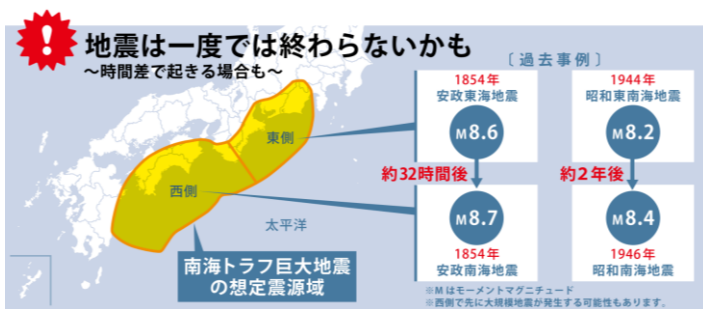 !
地震は一度では終わらないかも
～時間差で起きる場合も～
〔過去事例〕
1854年
安政東海地震
M8.6
約32時間後
M8.7
1854年
安政南海地震
1944年
昭和東南海地震
M8.2
約2年後
M8.4
1946年
昭和南海地震
東側
西側
太平洋
南海トラフ巨大地震
の想定震源域
※Mはモーメントマグニチュード
※西側で先に大規模地震が発生する可能性もあります。